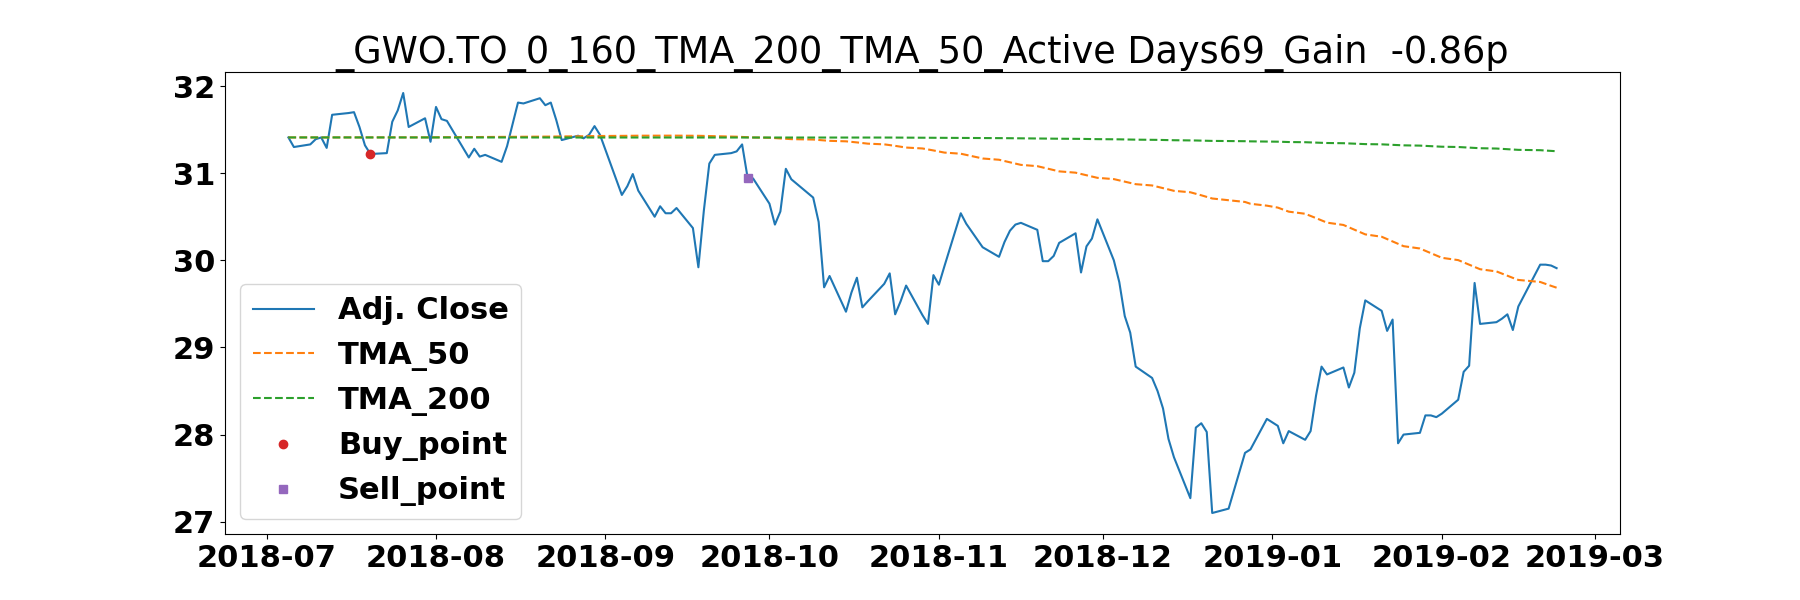 _GWO.TO_0_160_TMA_200_TMA_50_Active Days69_Gain  -0.86p
32
31
30
29
28
27
Adj. Close
TMA_50
TMA_200
Buy_point
Sell_point
2018-07 2018-08 2018-09 2018-10 2018-11 2018-12 2019-01 2019-02 2019-03